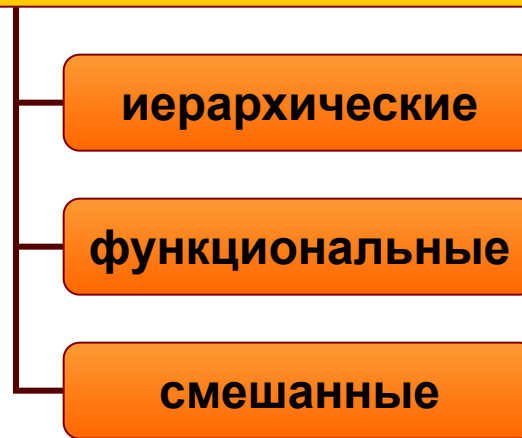 иерархические
функциональные
смешанные